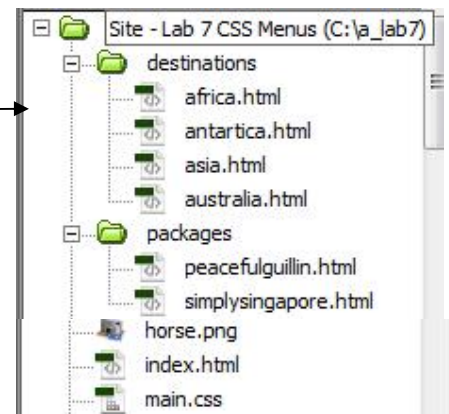 Site - Lab 7 CSS Menus (C:\a_lab7)
destinations
africa.html
antartica.html
asia.html
australia.html
packages
peacefulguillin.html
simplysingapore.html
horse.png
index.html
main.css